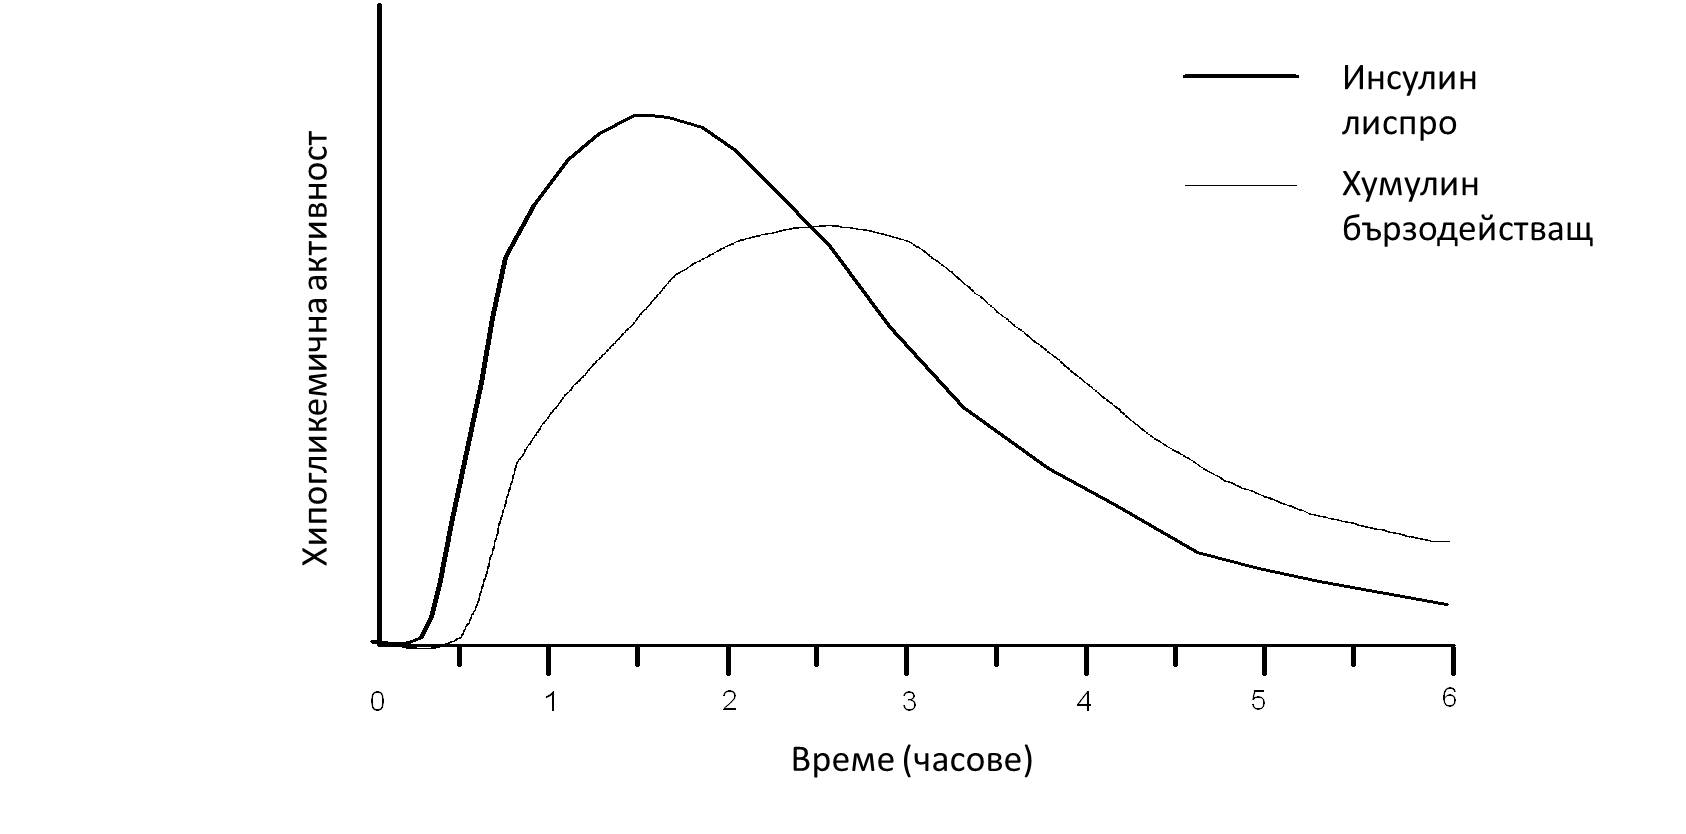 Инсулин
лиспро
Хумулин
бързодействащ
Хипогликемична активност
0 1 2 3 4 5 6
Време (часове)